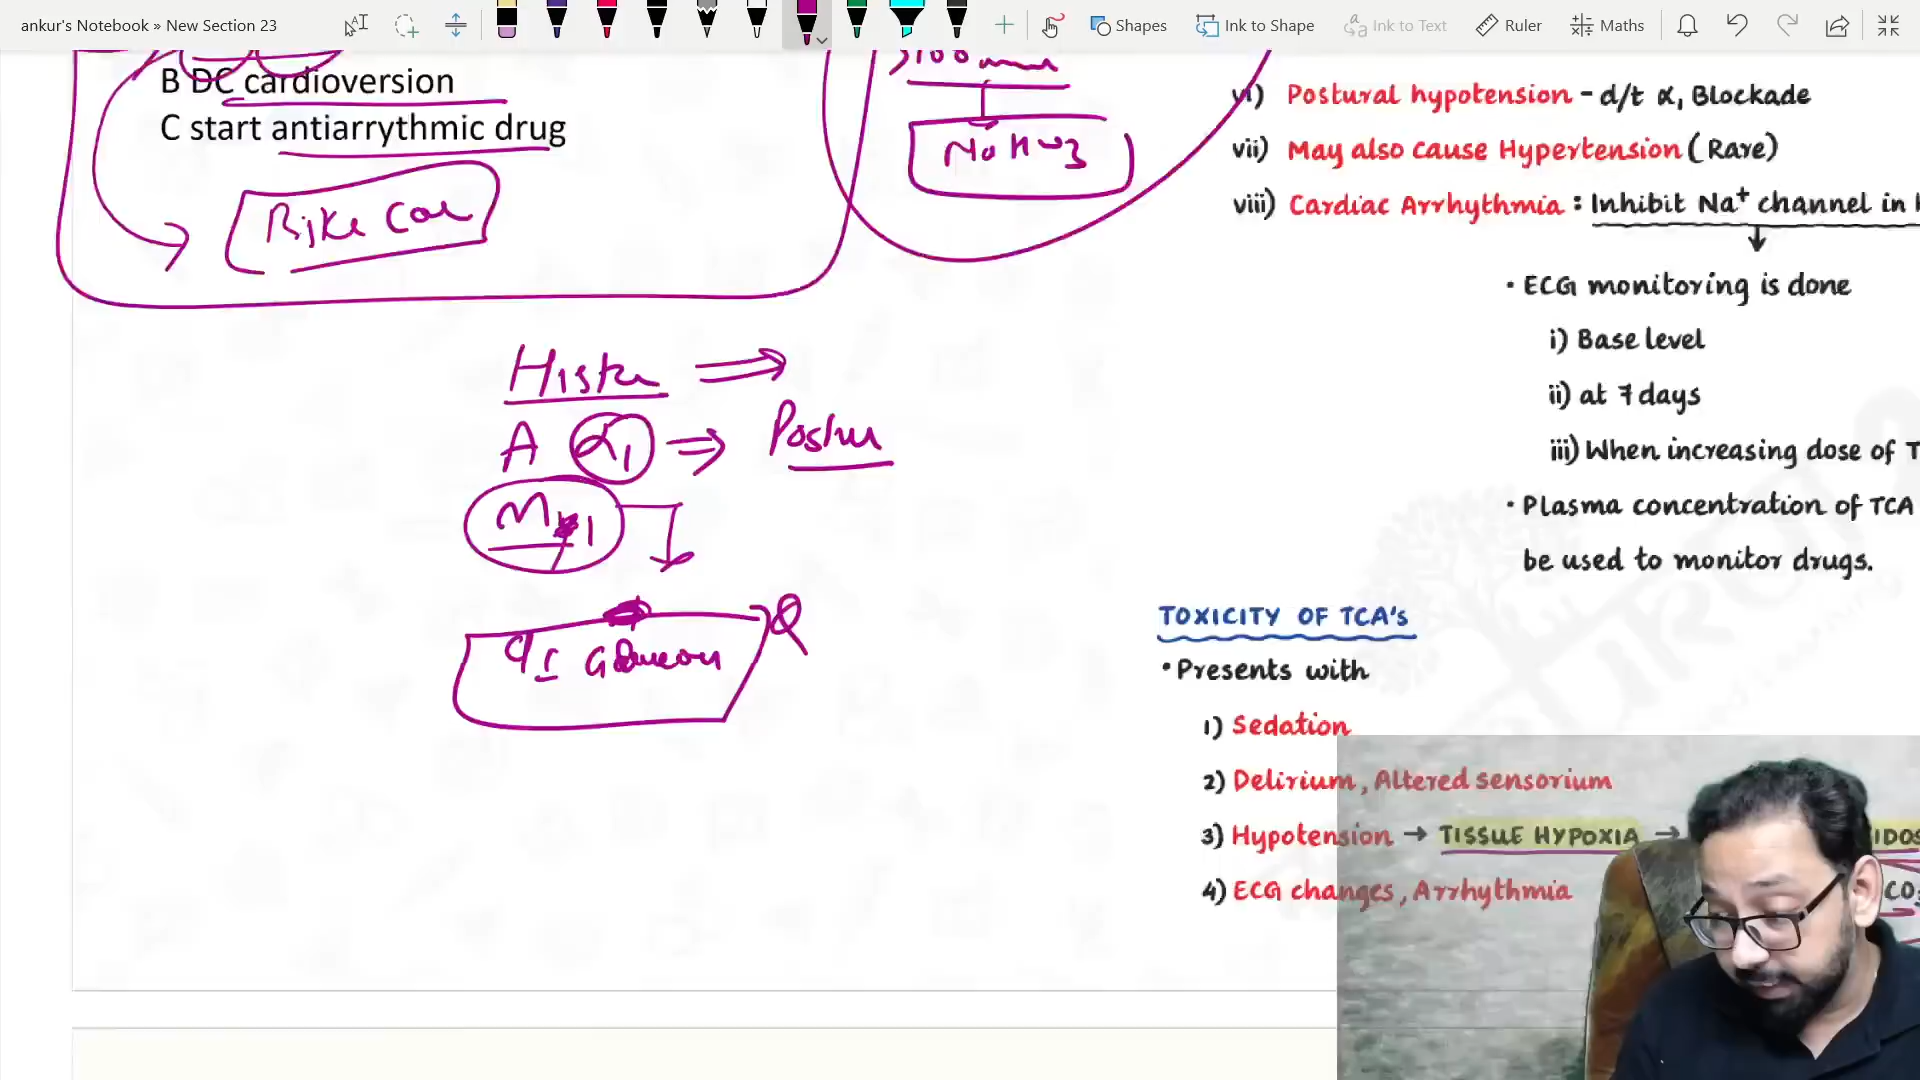 ankur's Notebook » New Section 23
Shapes
Ink to Shape
Ink to Text
Ruler
Maths
B DC cardioversion
C start antiarrythmic drug
NaHCO3
vi) Postural hypotension - d/t α1 Blockade
vii) May also cause Hypertension (Rare)
viii) Cardiac Arrhythmia : Inhibit Na+ channel in
• ECG monitoring is done
i) Base level
ii) at 7 days
iii) When increasing dose of T
• Plasma concentration of TCA
be used to monitor drugs.
A α1 ⇒
M1
TOXICITY OF TCA's
• Presents with
1) Sedation
2) Delirium, Altered sensorium
3) Hypotension → TISSUE HYPOXIA → IDOS
4) ECG changes, Arrhythmia
CO